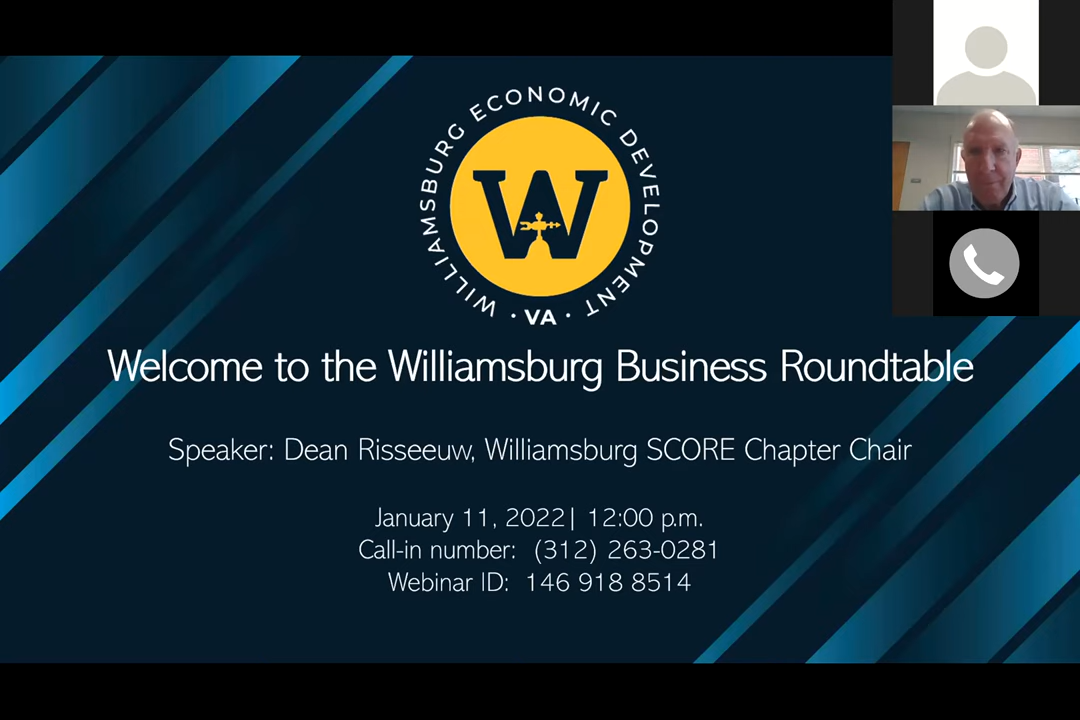 WILLIAMSBURG ECONOMIC DEVELOPMENT
W
· VA ·
Welcome to the Williamsburg Business Roundtable
Speaker: Dean Risseeuw, Williamsburg SCORE Chapter Chair
January 11, 2022| 12:00 p.m.
Call-in number: (312) 263-0281
Webinar ID: 146 918 8514